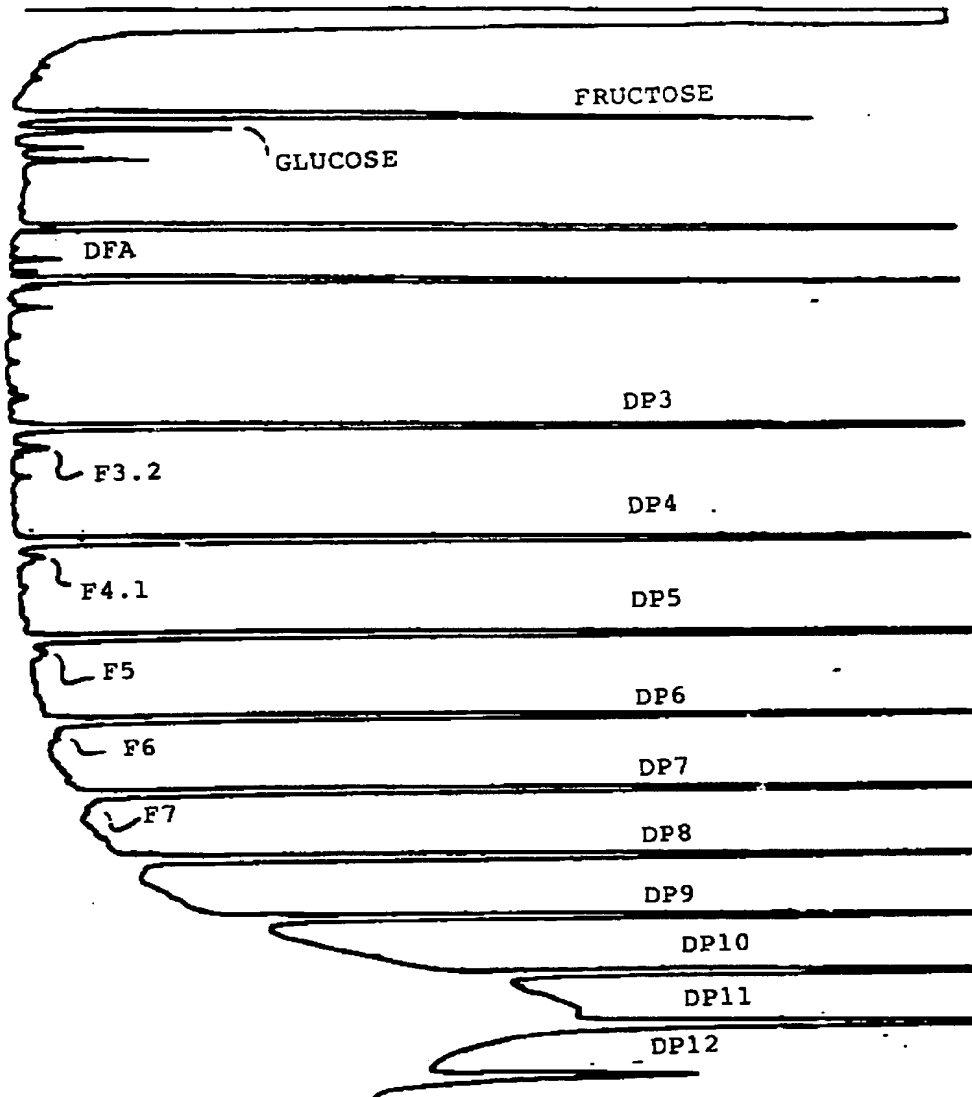 FRUCTOSE
GLUCOSE
DFA
DP3
F3.2
DP4
F4.1
DP5
F5
DP6
F6
DP7
F7
DP8
DP9
DP10
DP11
DP12